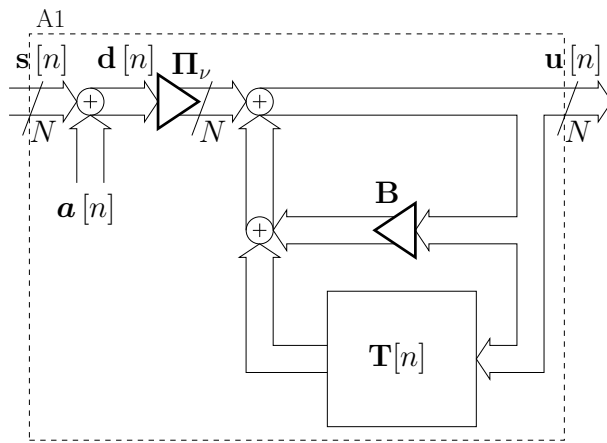 A1
s[n] d[n] Π_ν u[n]
+ +
N N N
a[n]
B
+
T[n]